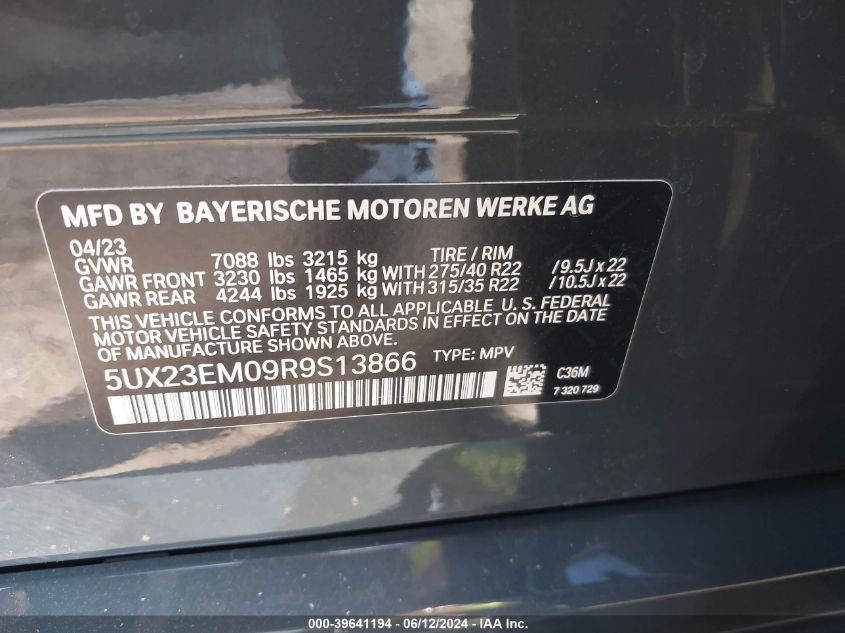 MFD BY BAYERISCHE MOTOREN WERKE AG
04/23
GVWR 7088 lbs 3215 kg TIRE / RIM
GAWR FRONT 3230 lbs 1465 kg WITH 275/40 R22 /9.5J x 22
GAWR REAR 4244 lbs 1925 kg WITH 315/35 R22 /10.5J x 22
THIS VEHICLE CONFORMS TO ALL APPLICABLE U. S. FEDERAL
MOTOR VEHICLE SAFETY STANDARDS IN EFFECT ON THE DATE
OF MANUFACTURE SHOWN ABOVE.
5UX23EM09R9S13866 TYPE: MPV
C36M
7 320 729
000-39641194 - 06/12/2024 - IAA Inc.